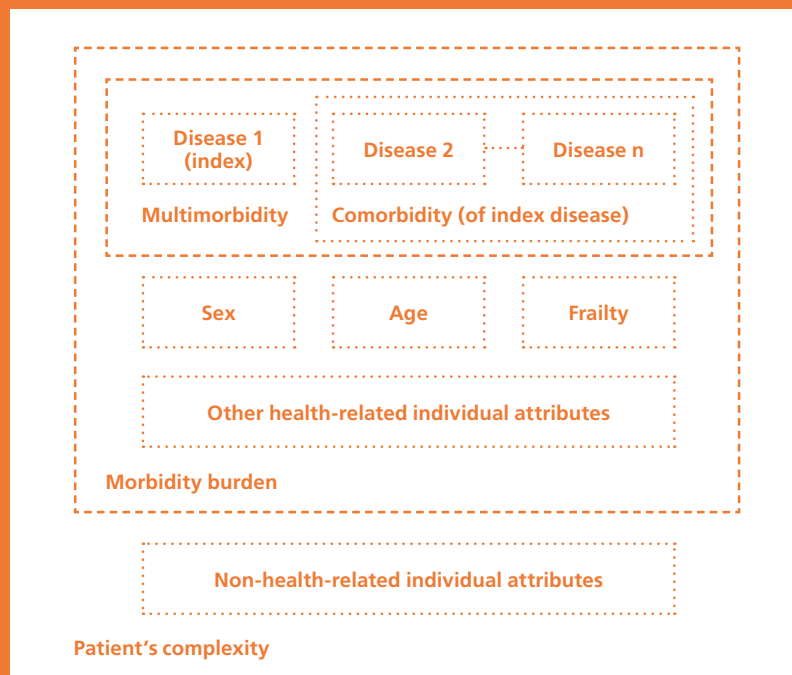 Disease 1
(index)
Disease 2
Disease n
Multimorbidity
Comorbidity (of index disease)
Sex
Age
Frailty
Other health-related individual attributes
Morbidity burden
Non-health-related individual attributes
Patient’s complexity